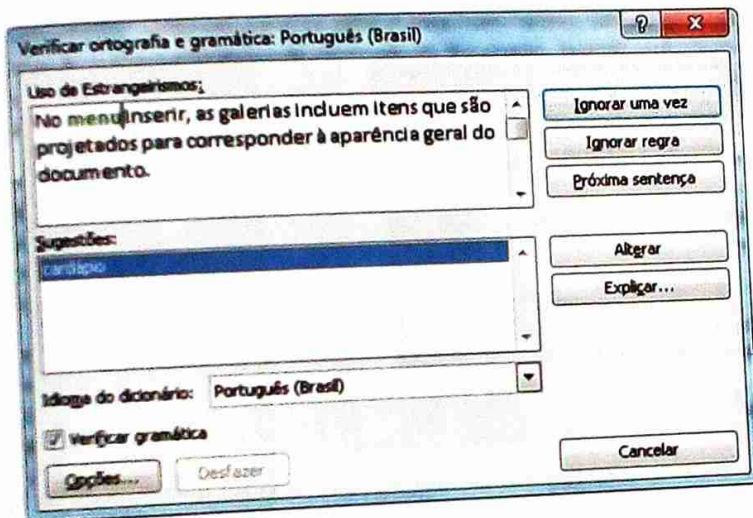 Verificar ortografia e gramática: Português (Brasil)
Uso de Estrangeirismos:
No menu Inserir, as galerias incluem itens que são
projetados para corresponder à aparência geral do
documento.
Ignorar uma vez
Ignorar regra
Próxima sentença
Sugestões:
cardápio
Alterar
Explicar...
Idioma do dicionário: Português (Brasil)
Verificar gramática
Opções... Desfazer Cancelar